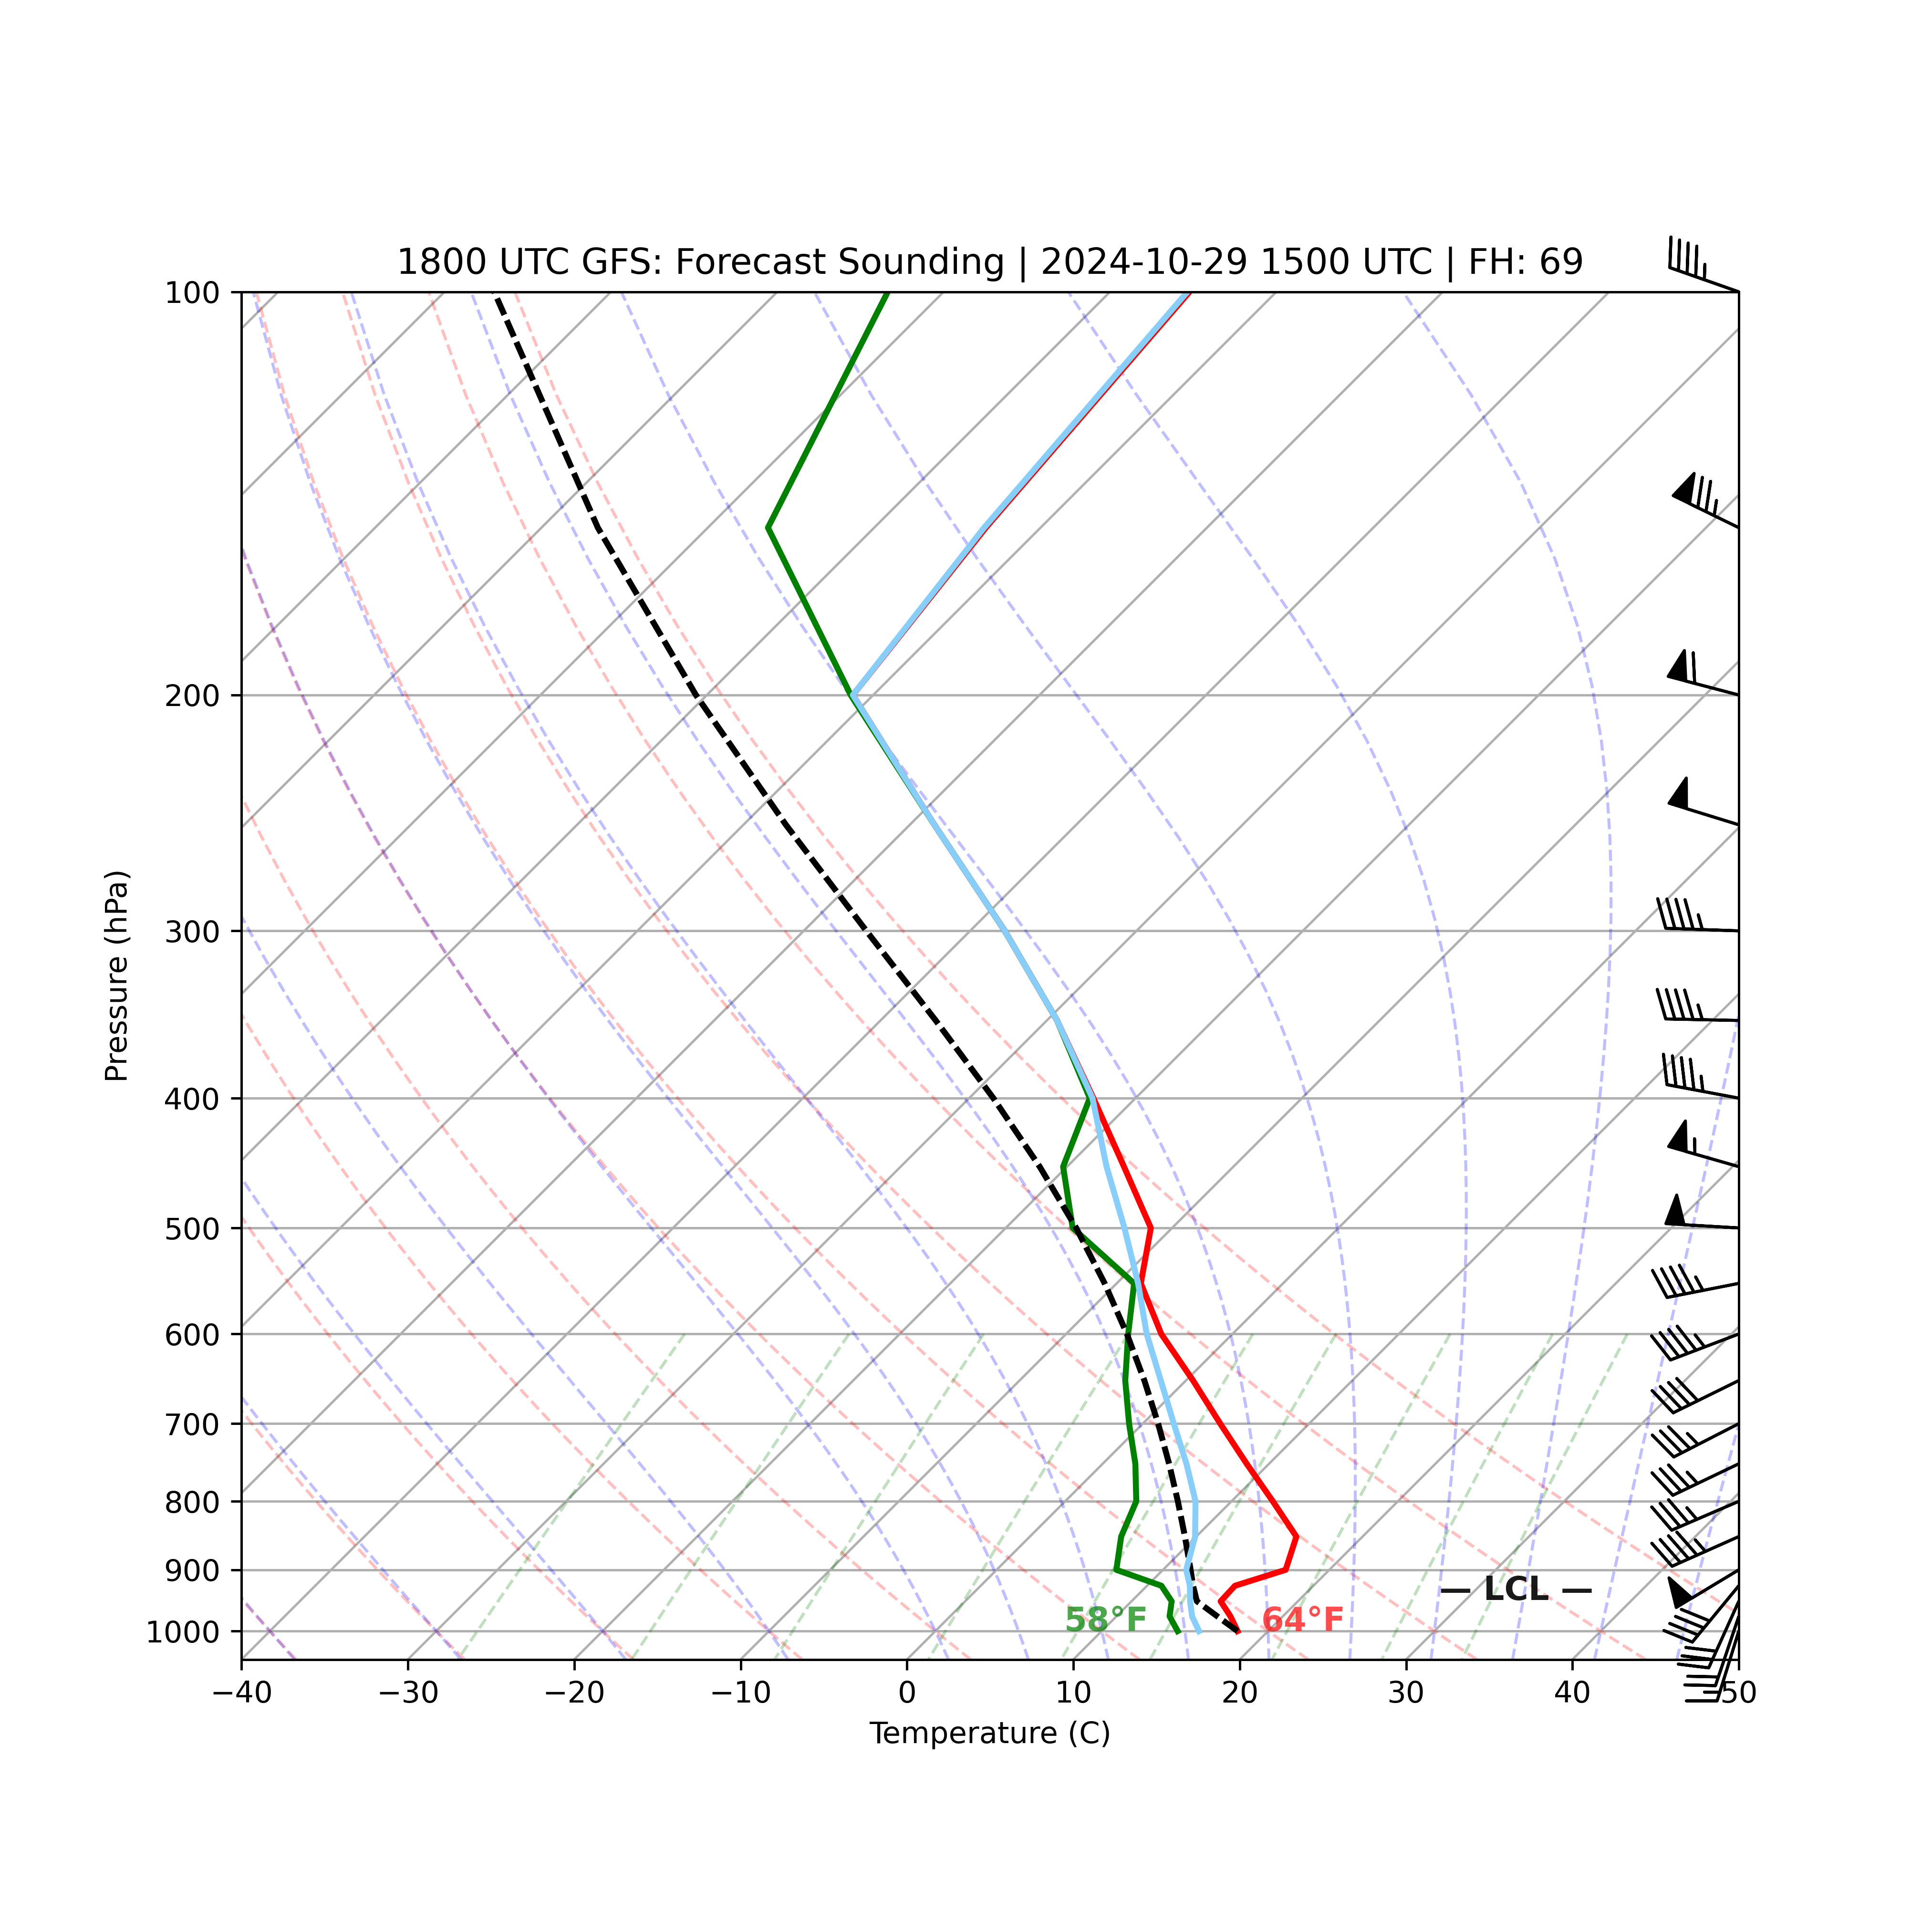 1800 UTC GFS: Forecast Sounding | 2024-10-29 1500 UTC | FH: 69
100
200
300
400
500
600
700
800
900
1000
Pressure (hPa)
— LCL —
58°F
64°F
−40 −30 −20 −10 0 10 20 30 40 50
Temperature (C)